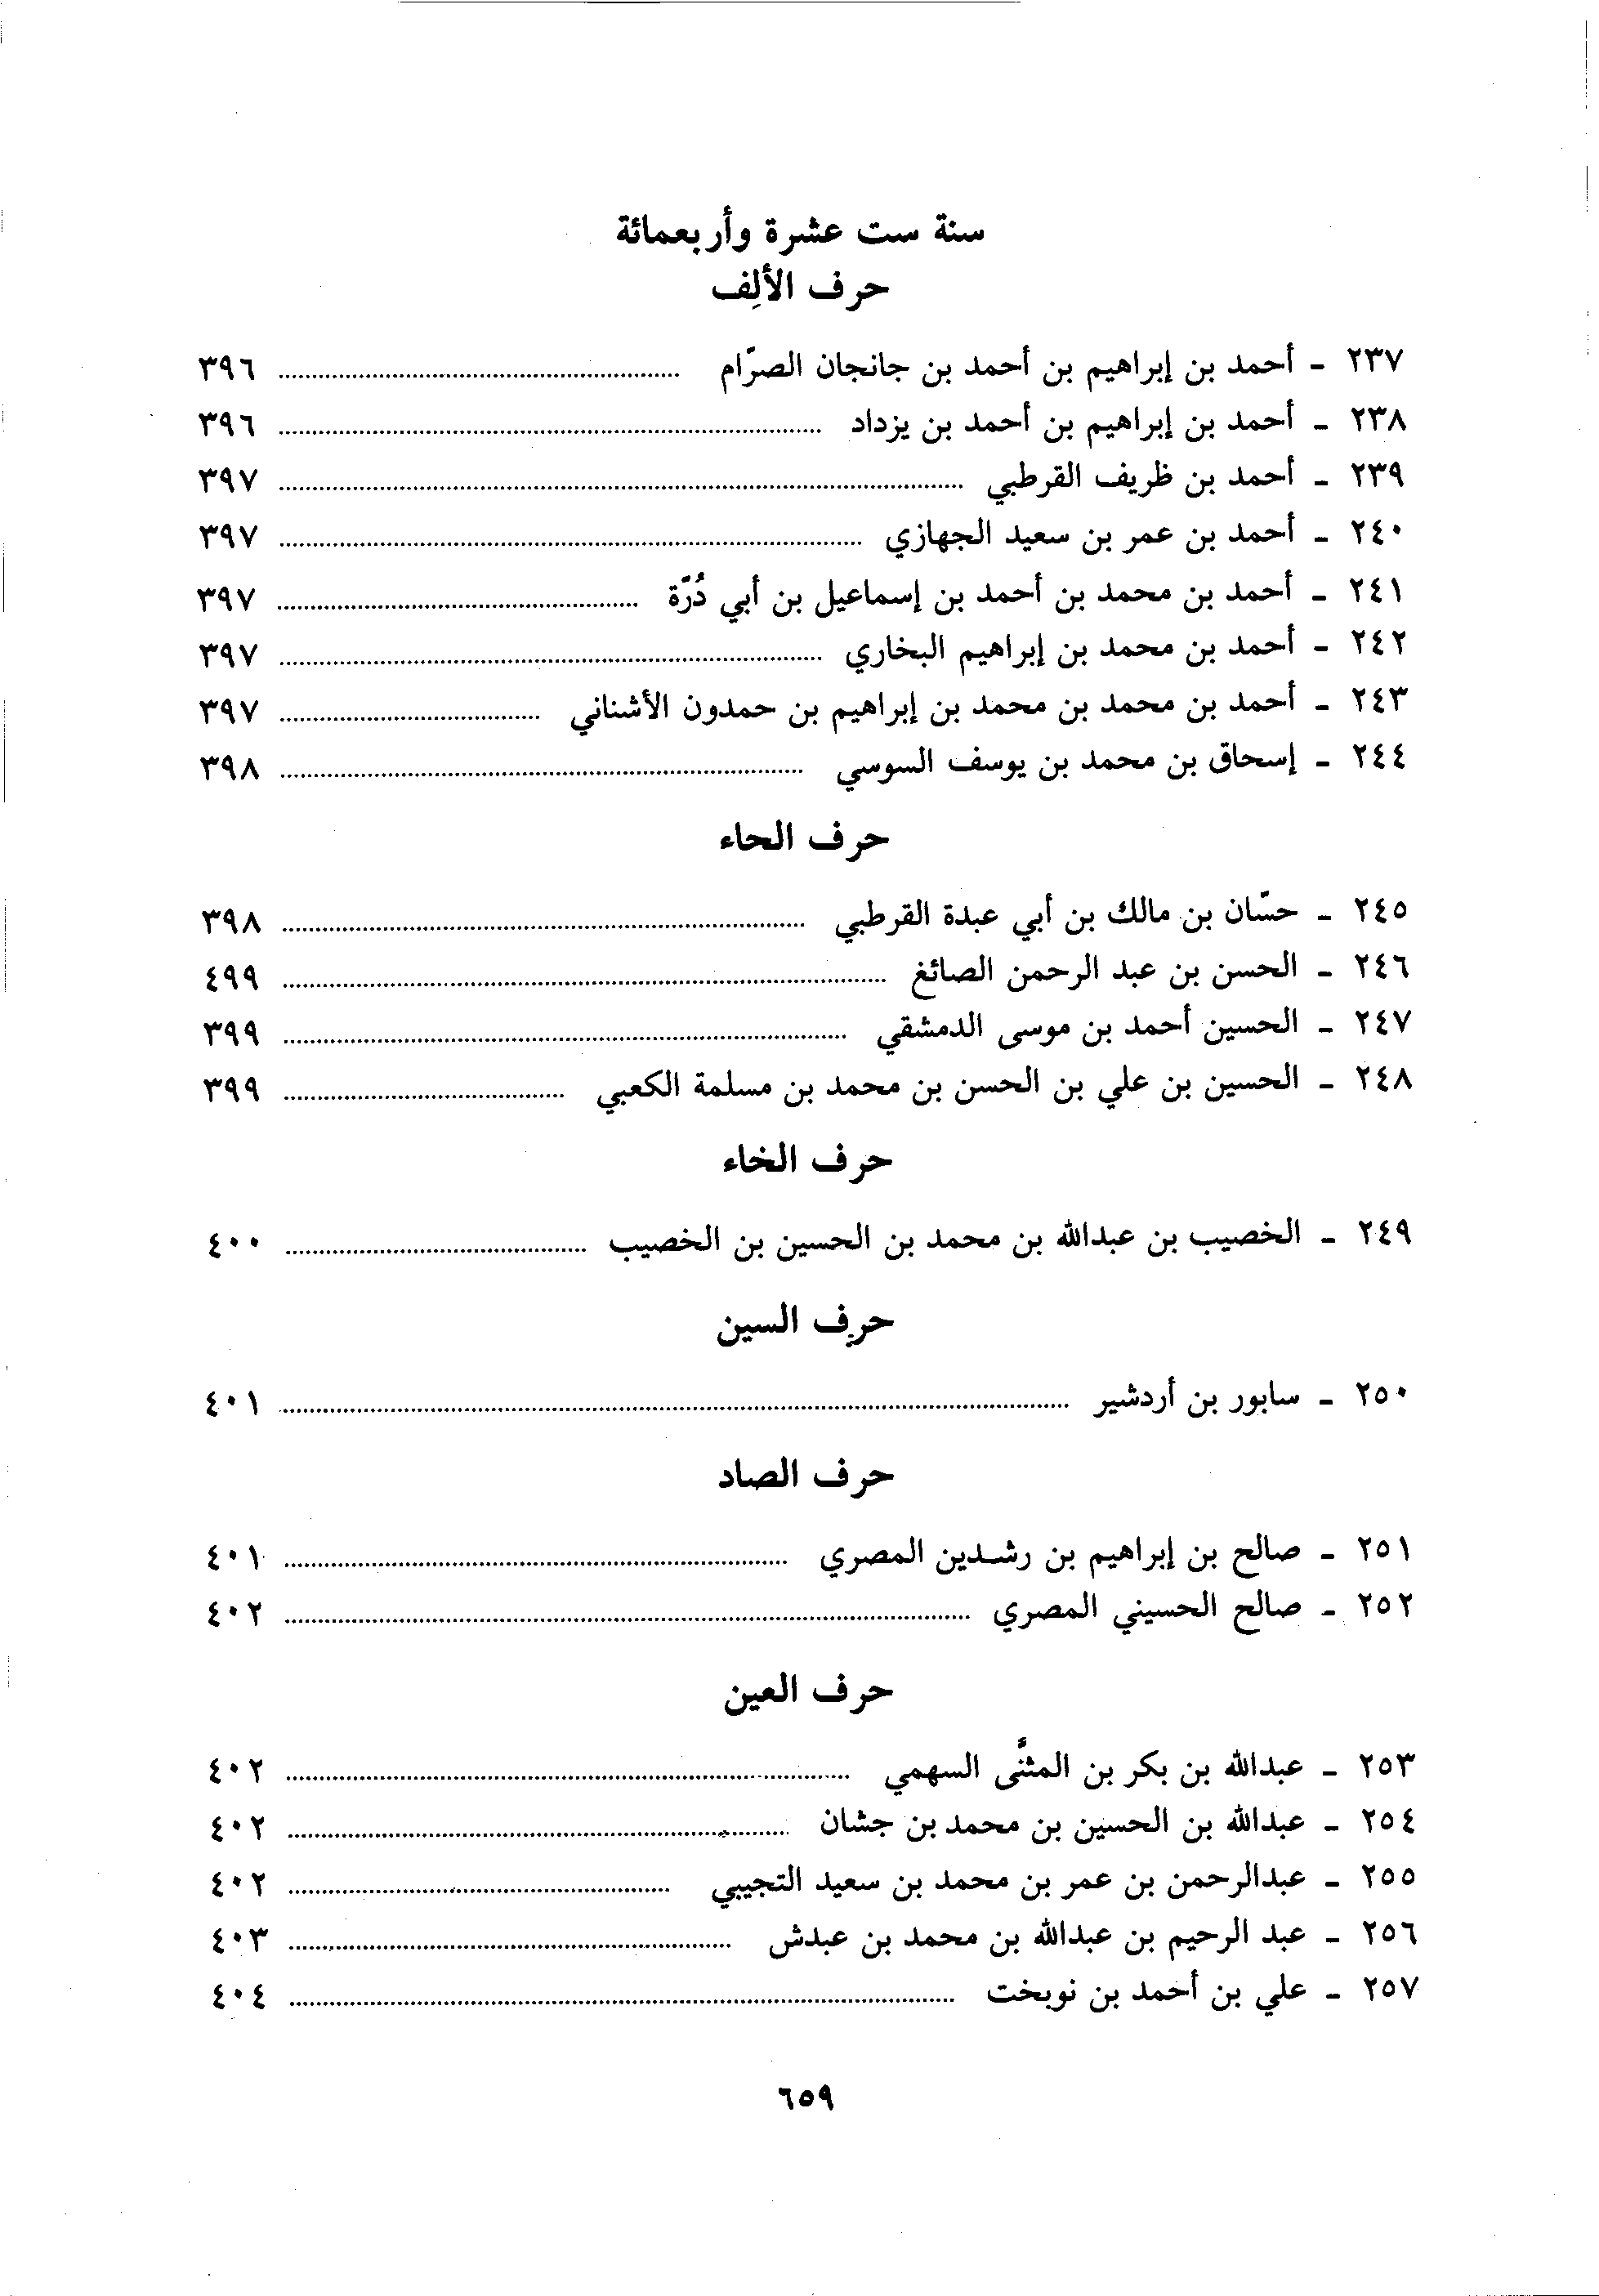 سنة ست عشرة وأربعمائة
حرف الألِف
٢٣٧ - أحمد بن إبراهيم بن أحمد بن جانجان الصرّام ........ ٣٩٦
٢٣٨ - أحمد بن إبراهيم بن أحمد بن يزداد ........ ٣٩٦
٢٣٩ - أحمد بن ظريف القرطبي ........ ٣٩٧
٢٤٠ - أحمد بن عمر بن سعيد الجهازي ........ ٣٩٧
٢٤١ - أحمد بن محمد بن أحمد بن إسماعيل بن أبي دُرّة ........ ٣٩٧
٢٤٢ - أحمد بن محمد بن إبراهيم البخاري ........ ٣٩٧
٢٤٣ - أحمد بن محمد بن محمد بن إبراهيم بن حمدون الأشناني ........ ٣٩٧
٢٤٤ - إسحاق بن محمد بن يوسف السوسي ........ ٣٩٨
حرف الحاء
٢٤٥ - حسّان بن مالك بن أبي عبدة القرطبي ........ ٣٩٨
٢٤٦ - الحسن بن عبد الرحمن الصائغ ........ ٤٩٩
٢٤٧ - الحسين أحمد بن موسى الدمشقي ........ ٣٩٩
٢٤٨ - الحسين بن علي بن الحسن بن محمد بن مسلمة الكعبي ........ ٣٩٩
حرف الخاء
٢٤٩ - الخصيب بن عبدالله بن محمد بن الحسين بن الخصيب ........ ٤٠٠
حرف السين
٢٥٠ - سابور بن أردشير ........ ٤٠١
حرف الصاد
٢٥١ - صالح بن إبراهيم بن رشدين المصري ........ ٤٠١
٢٥٢ - صالح الحسيني المصري ........ ٤٠٢
حرف العين
٢٥٣ - عبدالله بن بكر بن المثنَّى السهمي ........ ٤٠٢
٢٥٤ - عبدالله بن الحسين بن محمد بن جشان ........ ٤٠٢
٢٥٥ - عبدالرحمن بن عمر بن محمد بن سعيد التجيبي ........ ٤٠٢
٢٥٦ - عبد الرحيم بن عبدالله بن محمد بن عبدش ........ ٤٠٣
٢٥٧ - علي بن أحمد بن نوبخت ........ ٤٠٤
٦٥٩